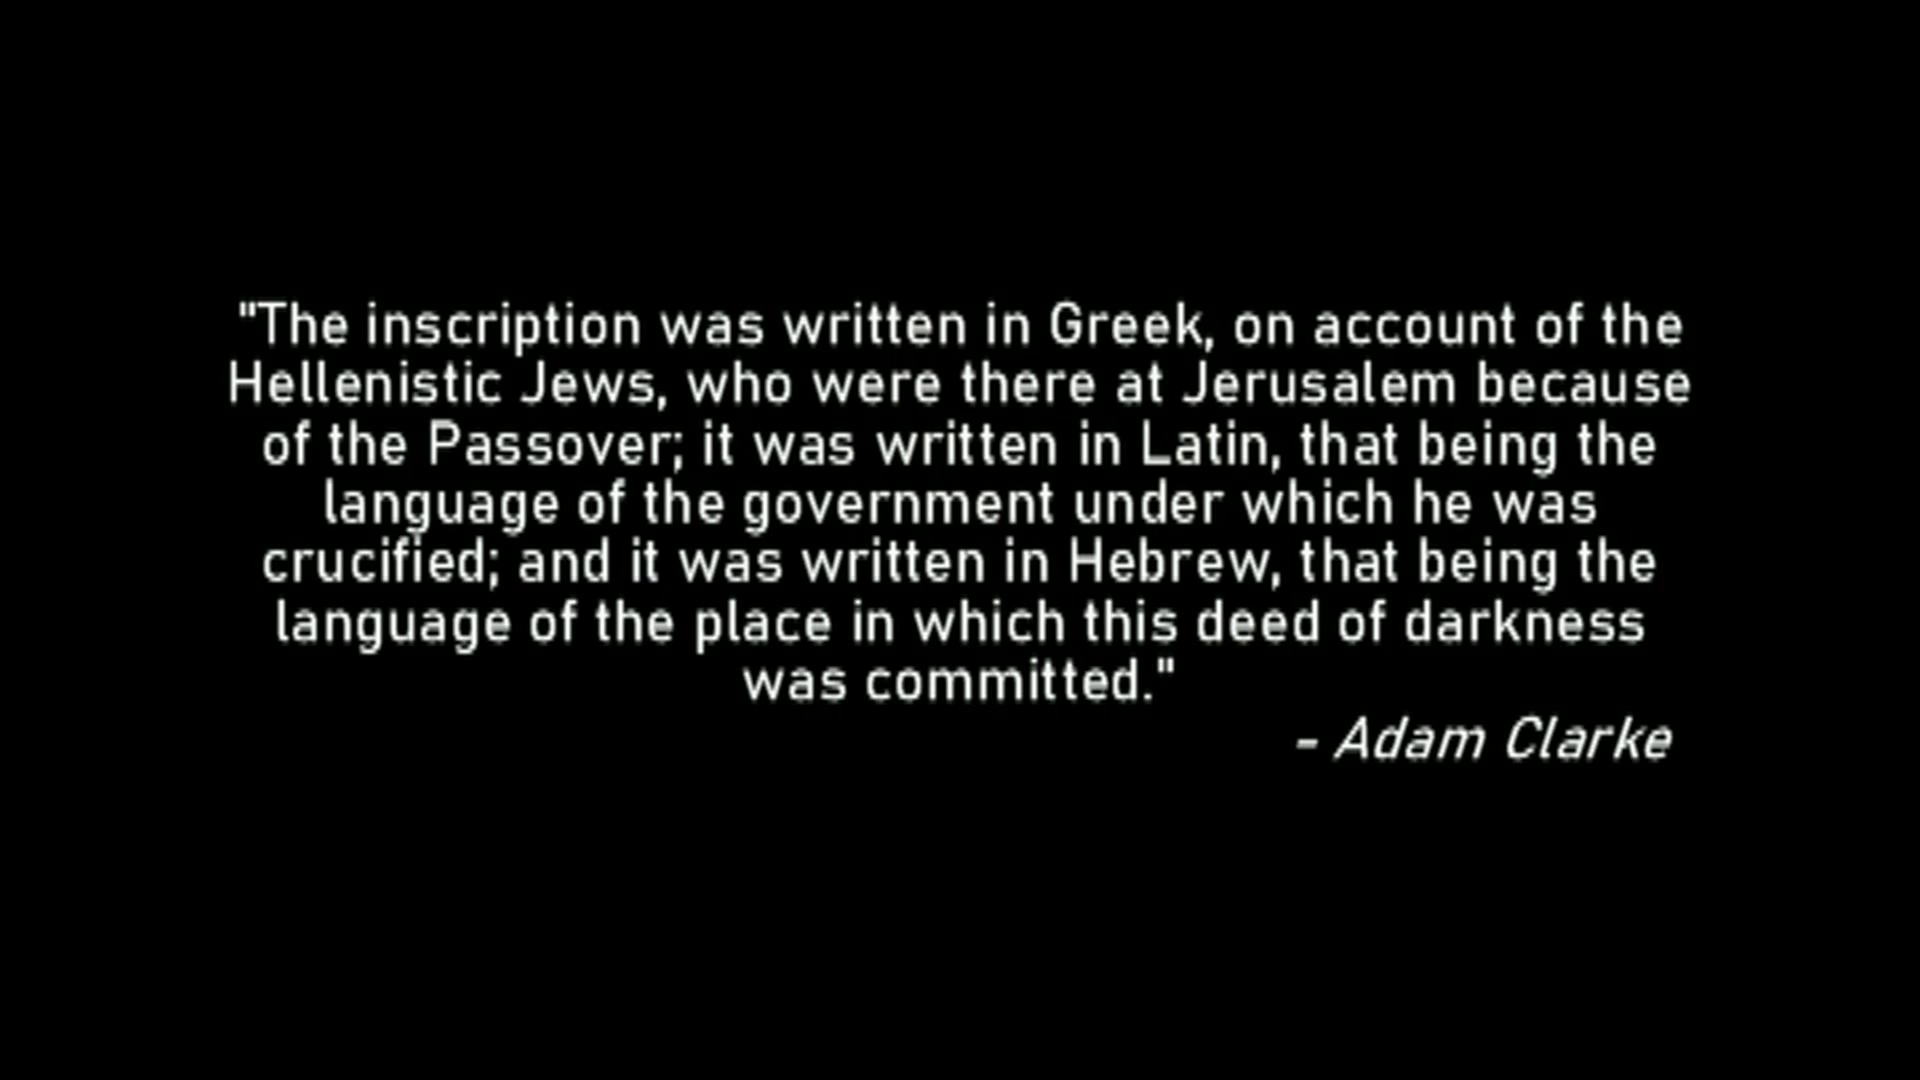 "The inscription was written in Greek, on account of the
Hellenistic Jews, who were there at Jerusalem because
of the Passover; it was written in Latin, that being the
language of the government under which he was
crucified; and it was written in Hebrew, that being the
language of the place in which this deed of darkness
was committed."
- Adam Clarke